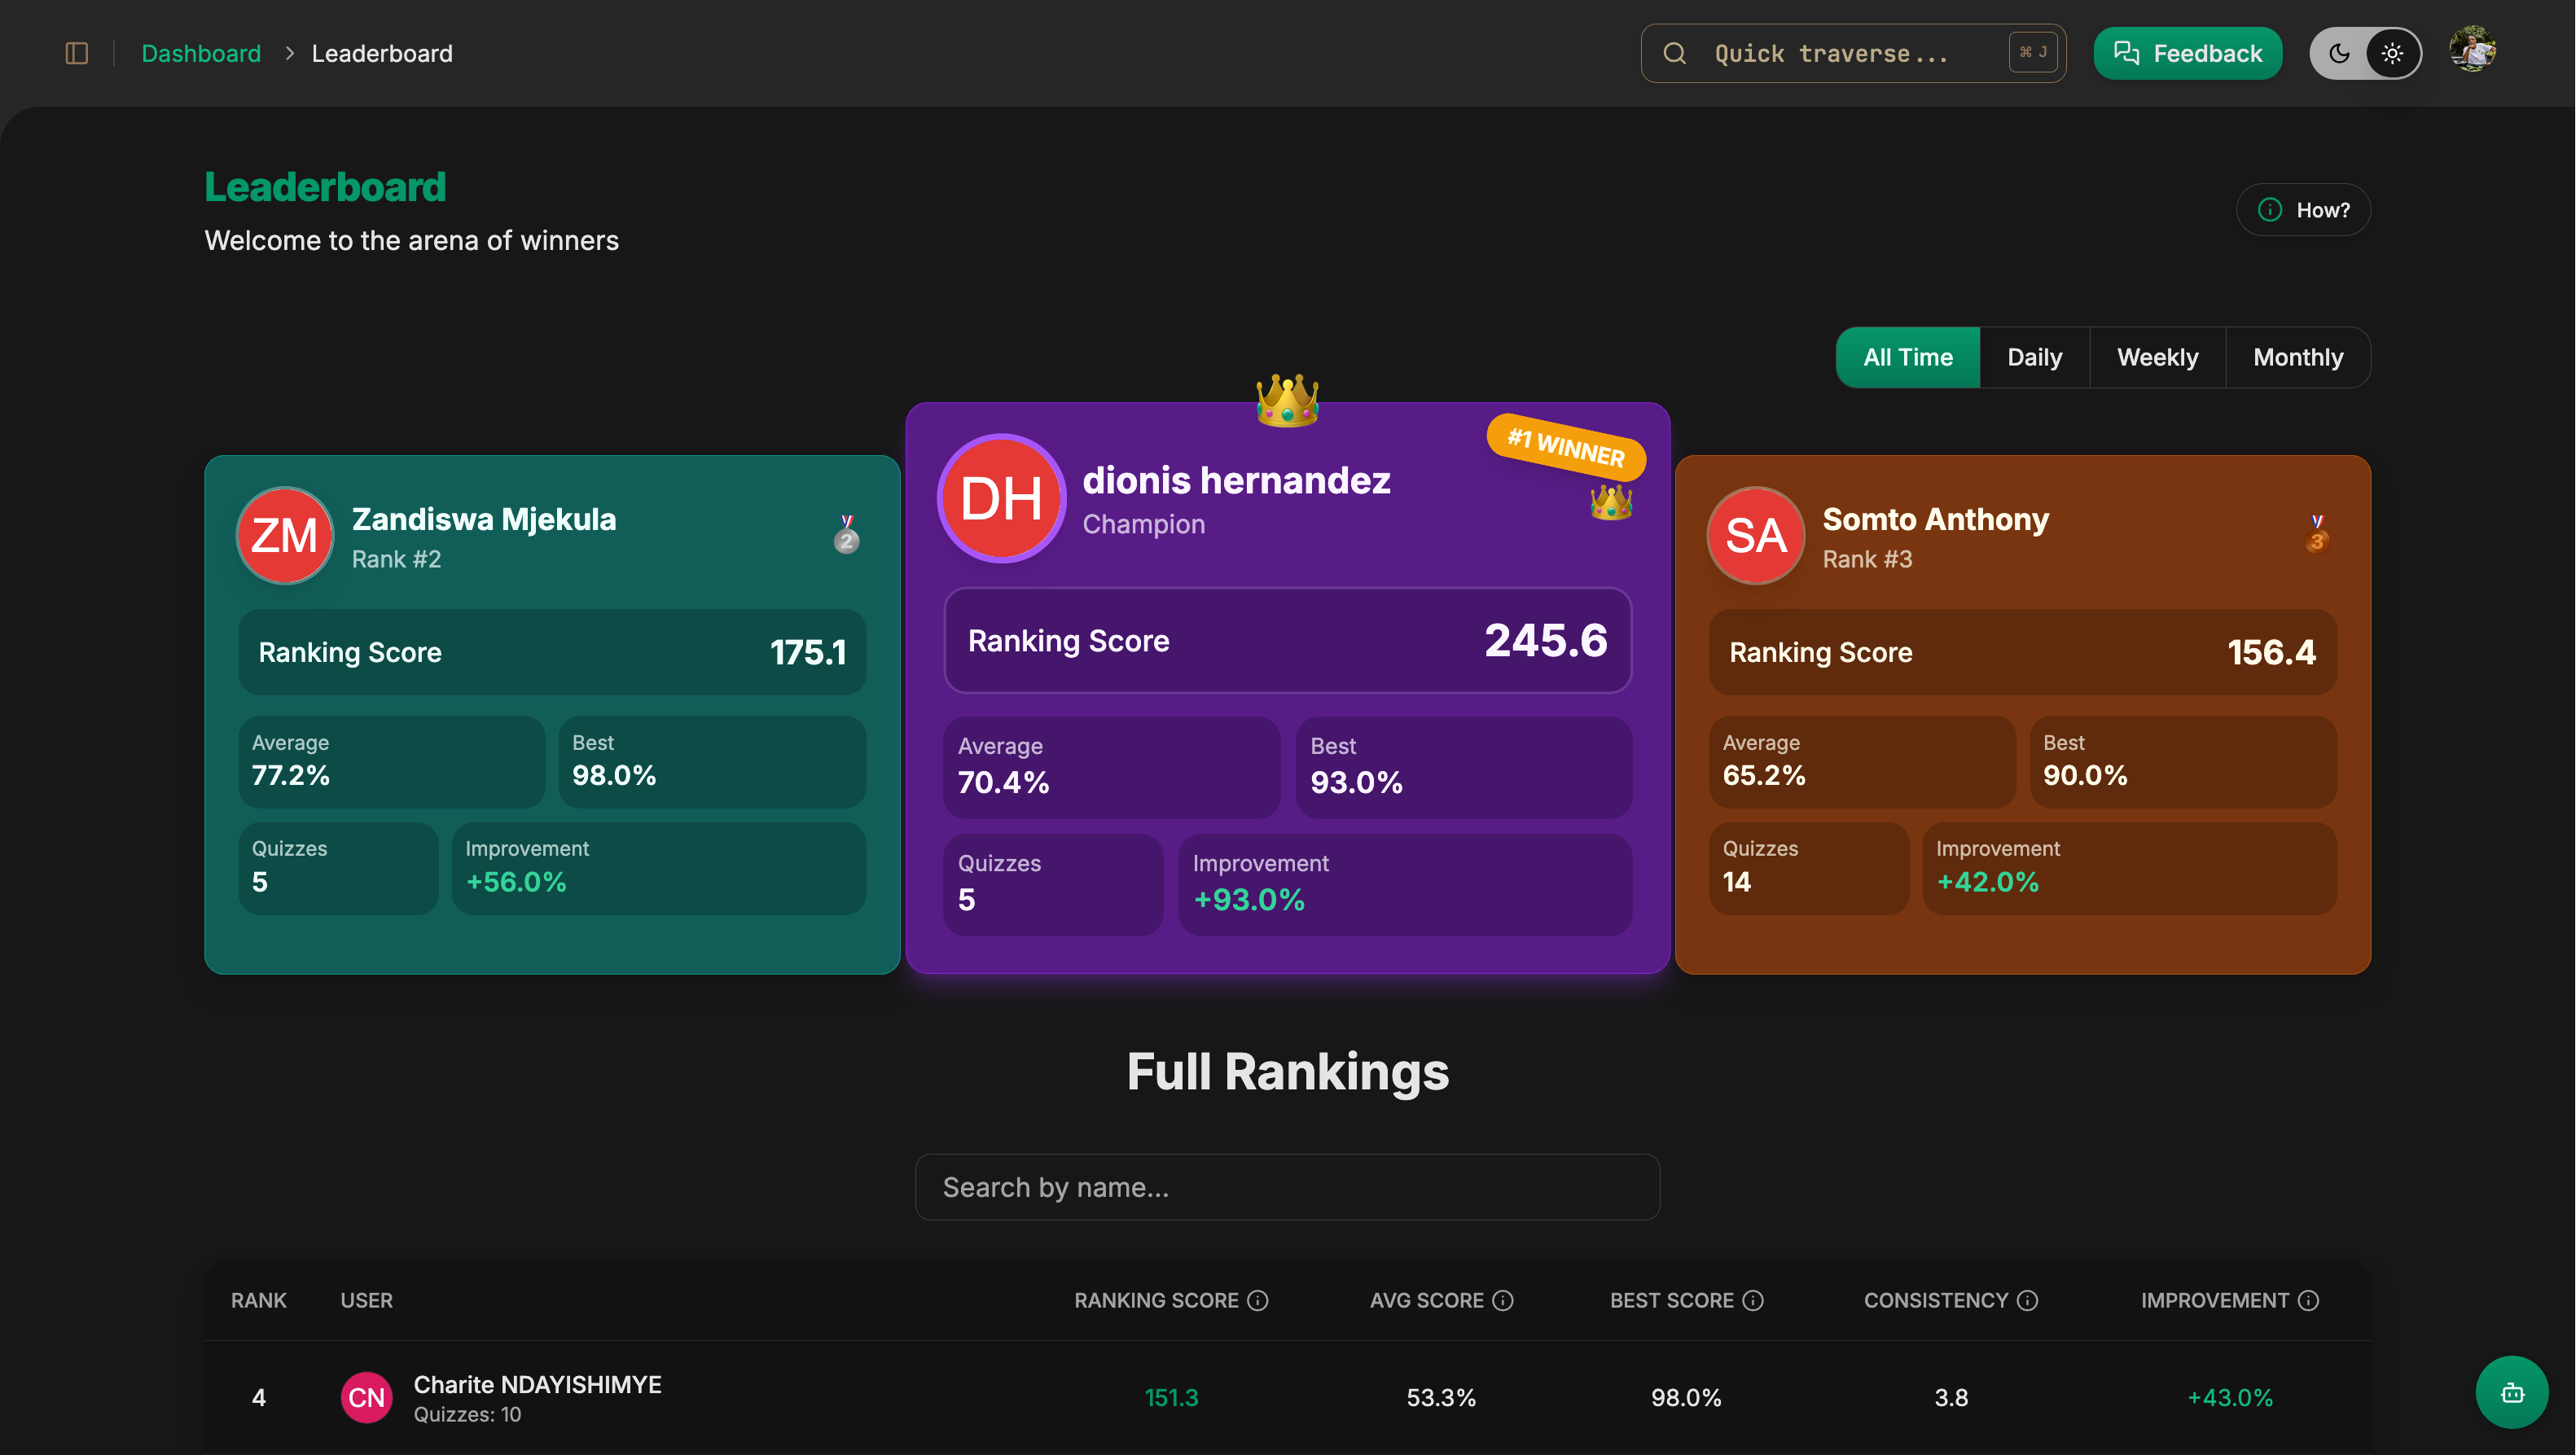 Dashboard > Leaderboard
Quick traverse...
⌘ J
Feedback
Leaderboard
Welcome to the arena of winners
How?
All Time
Daily
Weekly
Monthly
ZM
Zandiswa Mjekula
Rank #2
2
Ranking Score
175.1
Average
77.2%
Best
98.0%
Quizzes
5
Improvement
+56.0%
DH
dionis hernandez
Champion
#1 WINNER
Ranking Score
245.6
Average
70.4%
Best
93.0%
Quizzes
5
Improvement
+93.0%
SA
Somto Anthony
Rank #3
3
Ranking Score
156.4
Average
65.2%
Best
90.0%
Quizzes
14
Improvement
+42.0%
Full Rankings
Search by name...
RANK USER RANKING SCORE AVG SCORE BEST SCORE CONSISTENCY IMPROVEMENT
4 CN Charite NDAYISHIMYE 151.3 53.3% 98.0% 3.8 +43.0%
Quizzes: 10